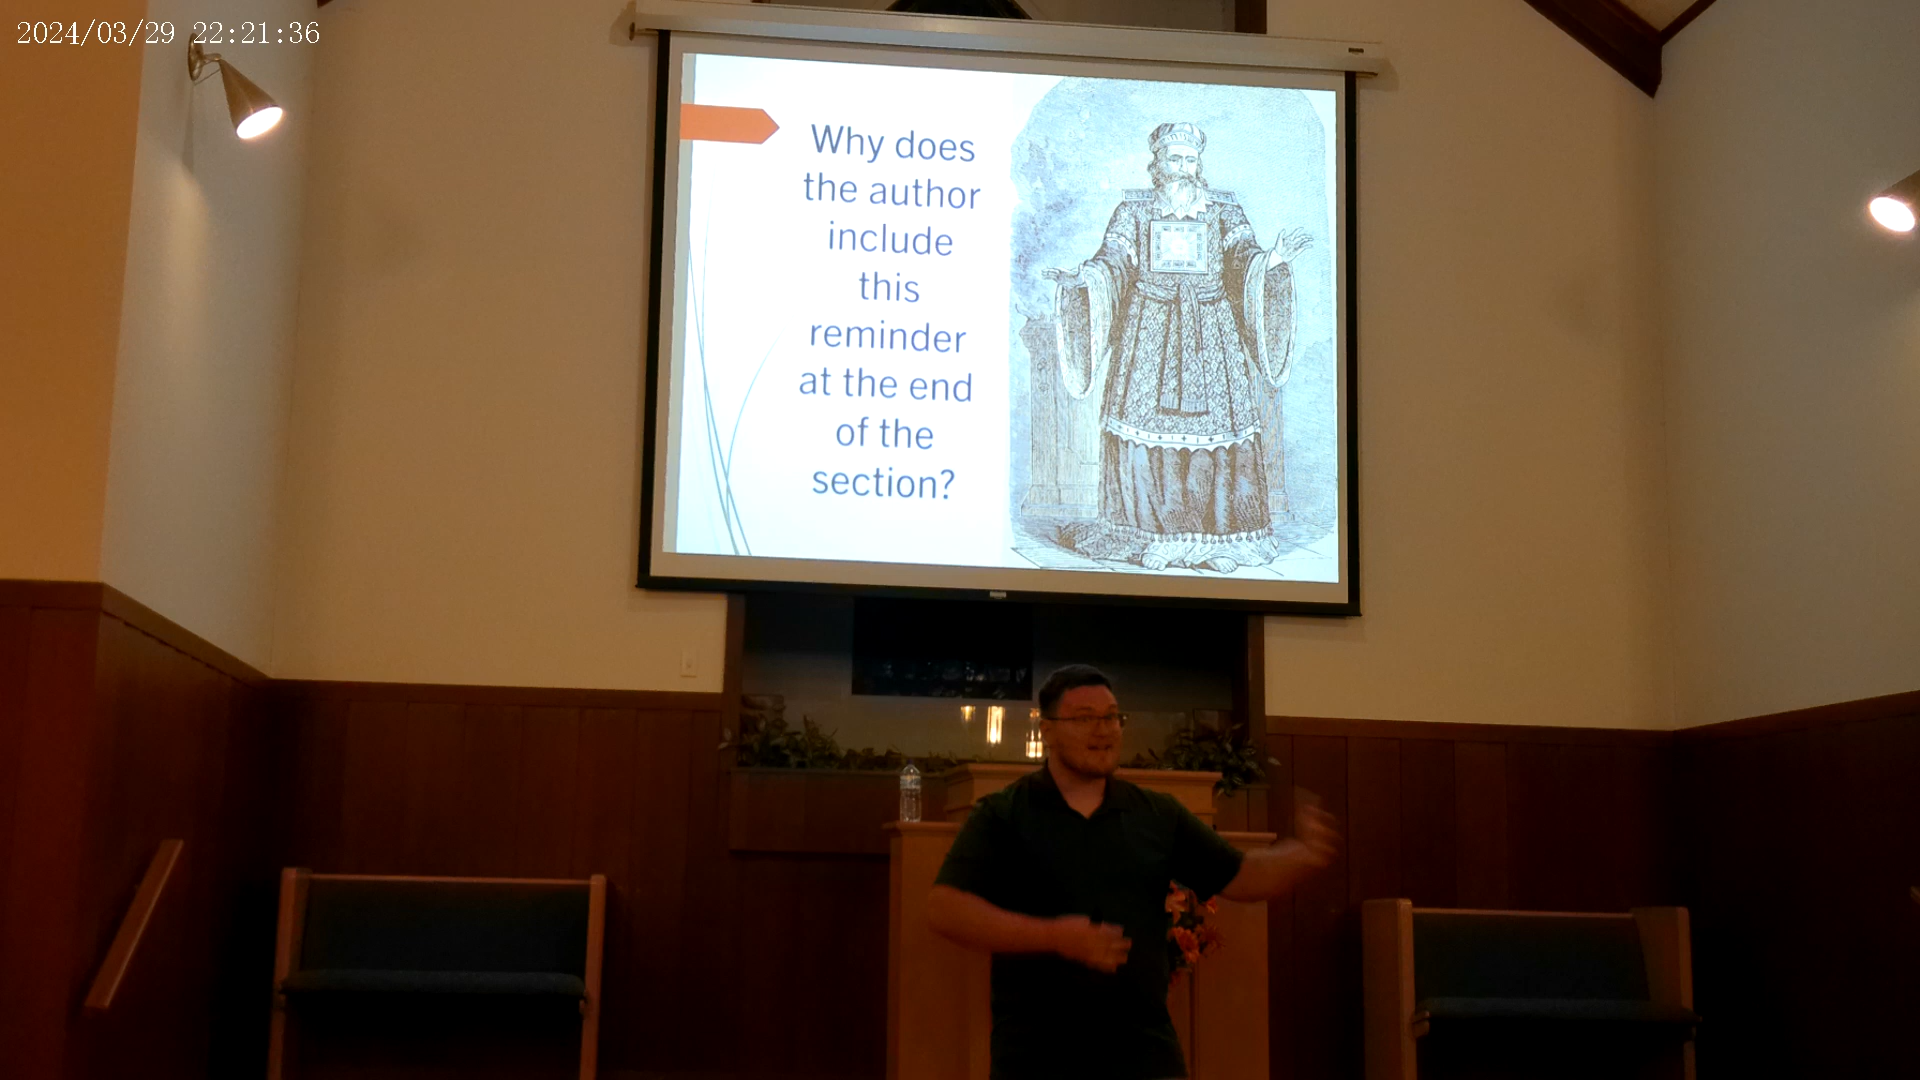 2024/03/29 22:21:36
Why does
the author
include
this
reminder
at the end
of the
section?